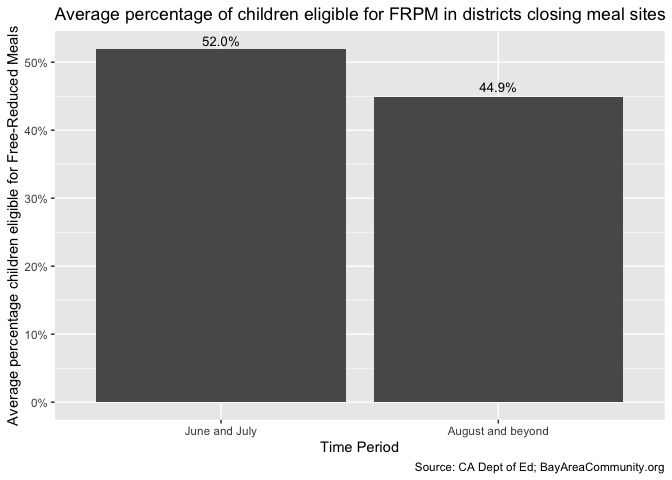 Average percentage of children eligible for FRPM in districts closing meal sites
Average percentage children eligible for Free-Reduced Meals
50%
40%
30%
20%
10%
0%
52.0%
44.9%
June and July
August and beyond
Time Period
Source: CA Dept of Ed; BayAreaCommunity.org